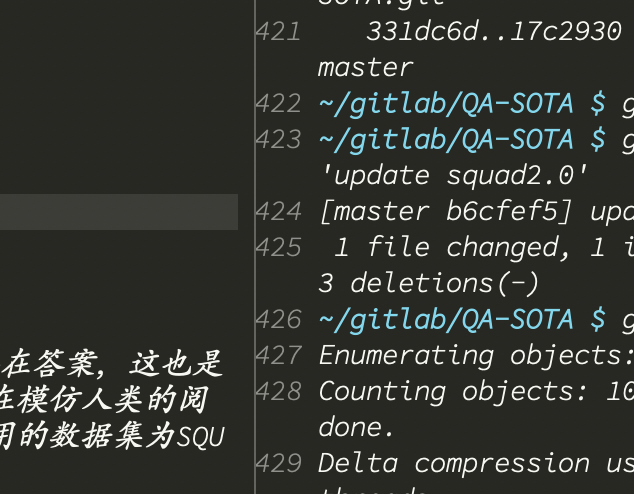 SOTA.git
421 331dc6d..17c2930
master
422 ~/gitlab/QA-SOTA $ g
423 ~/gitlab/QA-SOTA $ g
'update squad2.0'
424 [master b6cfef5] upd
425 1 file changed, 1 i
3 deletions(-)
426 ~/gitlab/QA-SOTA $ g
427 Enumerating objects:
428 Counting objects: 10
done.
429 Delta compression us
threads
在答案，这也是
在模仿人类的阅
用的数据集为SQU